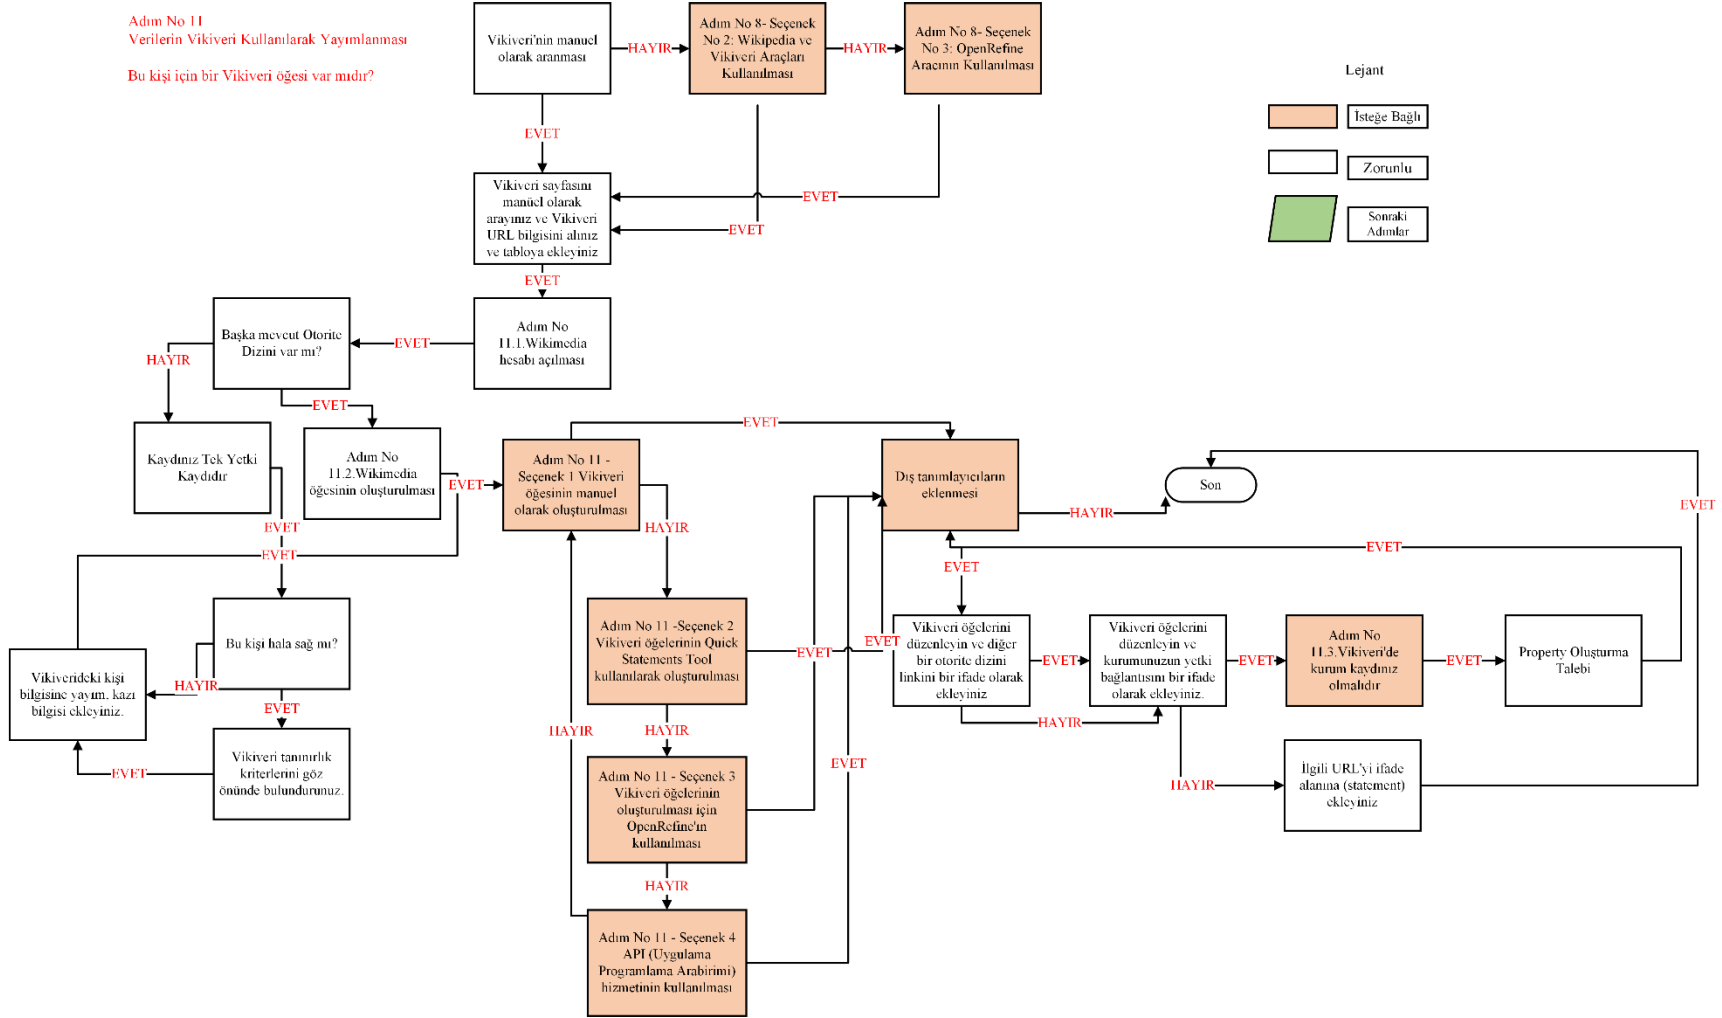 Adım No 11
Verilerin Vikiveri Kullanılarak Yayımlanması
Bu kişi için bir Vikiveri öğesi var mıdır?
Vikiveri'nin manuel
olarak aranması
HAYIR
Adım No 8- Seçenek
No 2: Wikipedia ve
Vikiveri Araçları
Kullanılması
HAYIR
Adım No 8- Seçenek
No 3: OpenRefine
Aracının Kullanılması
Lejant
İsteğe Bağlı
Zorunlu
Sonraki
Adımlar
EVET
Vikiveri sayfasını
manüel olarak
arayınız ve Vikiveri
URL bilgisini alınız
ve tabloya ekleyiniz
EVET
EVET
EVET
Adım No
11.1.Wikimedia
hesabı açılması
EVET
Başka mevcut Otorite
Dizini var mı?
HAYIR
EVET
Kaydınız Tek Yetki
Kaydıdır
Adım No
11.2.Wikimedia
öğesinin oluşturulması
EVET
Adım No 11 -
Seçenek 1 Vikiveri
öğesinin manuel
olarak oluşturulması
EVET
Dış tanımlayıcıların
eklenmesi
HAYIR
Son
EVET
EVET
EVET
HAYIR
EVET
EVET
Bu kişi hala sağ mı?
HAYIR
EVET
Vikiverideki kişi
bilgisine yayım, kazı
bilgisi ekleyiniz.
Vikiveri tanınırlık
kriterlerini göz
önünde bulundurunuz.
EVET
Adım No 11 -Seçenek 2
Vikiveri öğelerinin Quick
Statements Tool
kullanılarak oluşturulması
EVET
EVET
HAYIR
HAYIR
EVET
Adım No 11 - Seçenek 3
Vikiveri öğelerinin
oluşturulması için
OpenRefine'ın
kullanılması
HAYIR
Adım No 11 - Seçenek 4
API (Uygulama
Programlama Arabirimi)
hizmetinin kullanılması
Vikiveri öğelerini
düzenleyin ve diğer
bir otorite dizini
linkini bir ifade olarak
ekleyiniz
EVET
HAYIR
Vikiveri öğelerini
düzenleyin ve
kurumunuzun yetki
bağlantısını bir ifade
olarak ekleyiniz.
EVET
Adım No
11.3.Vikiveri'de
kurum kaydınız
olmalıdır
EVET
Property Oluşturma
Talebi
HAYIR
İlgili URL'yi ifade
alanına (statement)
ekleyiniz